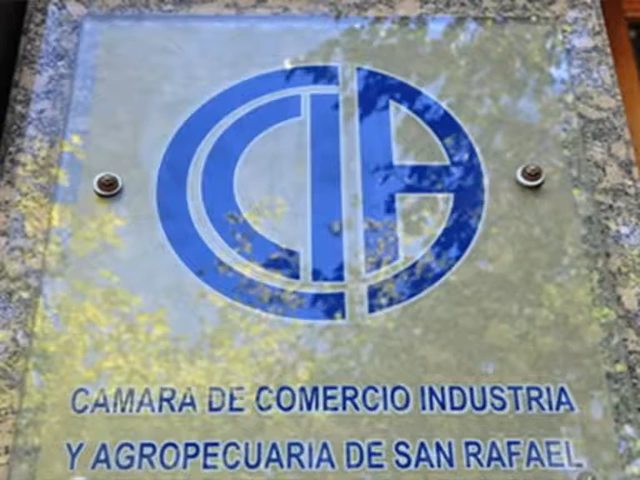 CAMARA DE COMERCIO INDUSTRIA
Y AGROPECUARIA DE SAN RAFAEL